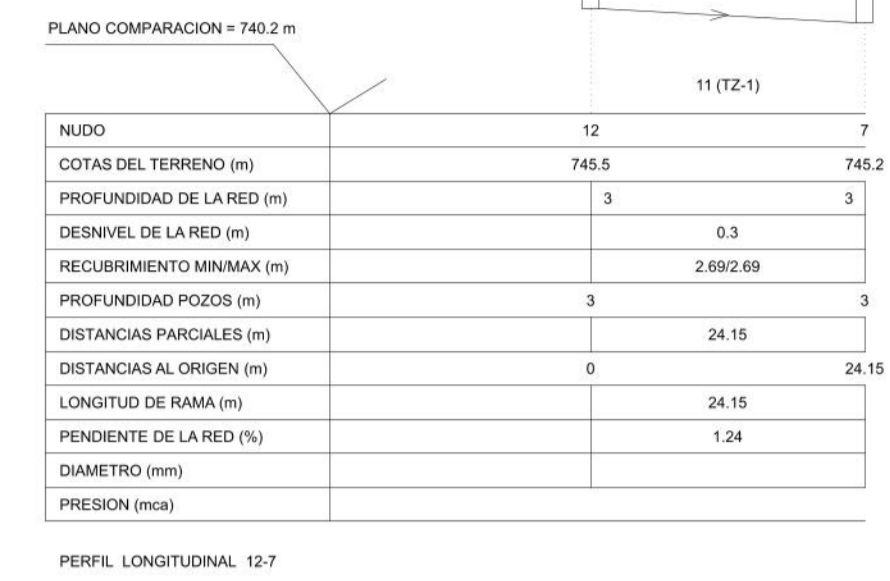 PLANO COMPARACION = 740.2 m
11 (TZ-1)
NUDO 12 7
COTAS DEL TERRENO (m) 745.5 745.2
PROFUNDIDAD DE LA RED (m) 3 3
DESNIVEL DE LA RED (m) 0.3
RECUBRIMIENTO MIN/MAX (m) 2.69/2.69
PROFUNDIDAD POZOS (m) 3 3
DISTANCIAS PARCIALES (m) 24.15
DISTANCIAS AL ORIGEN (m) 0 24.15
LONGITUD DE RAMA (m) 24.15
PENDIENTE DE LA RED (%) 1.24
DIAMETRO (mm)
PRESION (mca)
PERFIL LONGITUDINAL 12-7